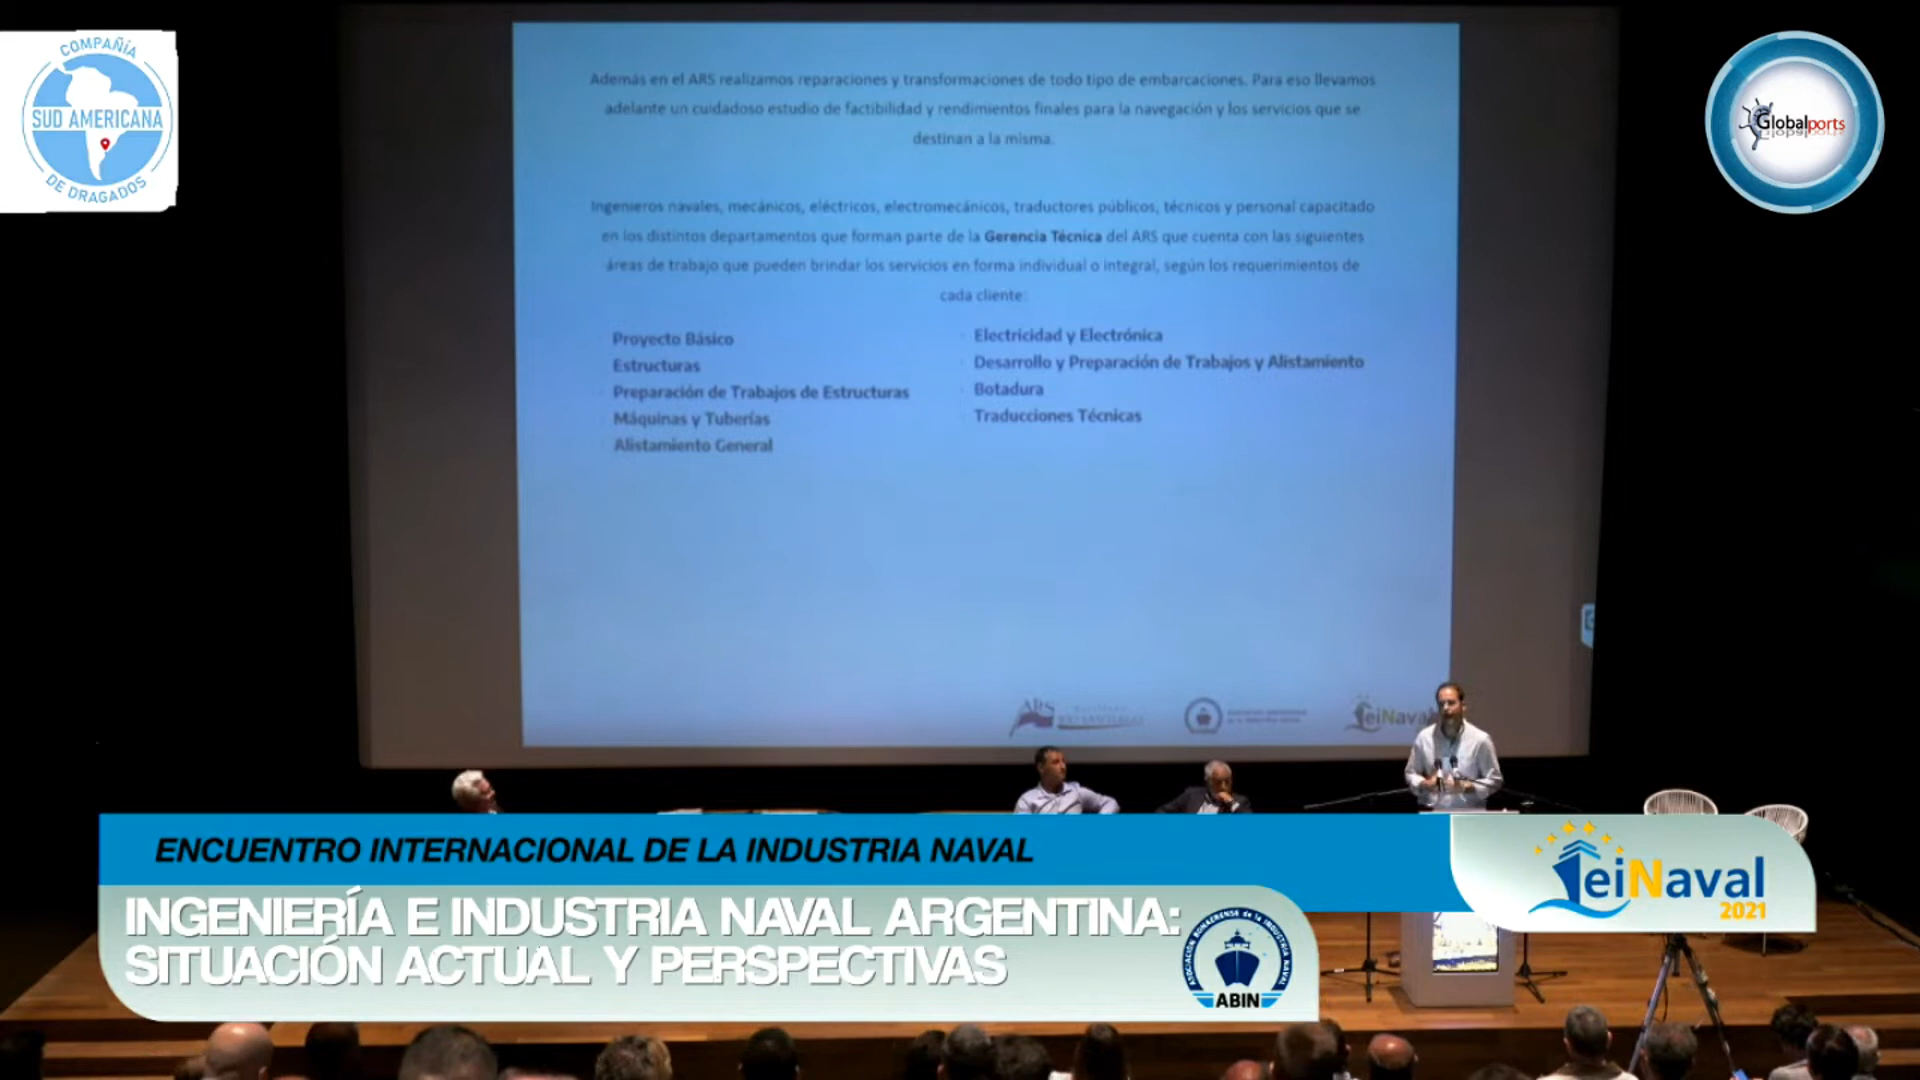 COMPAÑÍA
SUD AMERICANA
DE DRAGADOS
Globalports
Además en el ARS realizamos reparaciones y transformaciones de todo tipo de embarcaciones. Para eso llevamos
adelante un cuidadoso estudio de factibilidad y rendimientos finales para la navegación y los servicios que se
destinan a la misma.
Ingenieros navales, mecánicos, eléctricos, electromecánicos, traductores públicos, técnicos y personal capacitado
en los distintos departamentos que forman parte de la Gerencia Técnica del ARS que cuenta con las siguientes
áreas de trabajo que pueden brindar los servicios en forma individual o integral, según los requerimientos de
cada cliente:
Proyecto Básico
Estructuras
Preparación de Trabajos de Estructuras
Máquinas y Tuberías
Alistamiento General
Electricidad y Electrónica
Desarrollo y Preparación de Trabajos y Alistamiento
Botadura
Traducciones Técnicas
ARS
eiNaval
ENCUENTRO INTERNACIONAL DE LA INDUSTRIA NAVAL
INGENIERÍA E INDUSTRIA NAVAL ARGENTINA:
SITUACIÓN ACTUAL Y PERSPECTIVAS
ASOCIACIÓN BONAERENSE de la INDUSTRIA NAVAL
ABIN
eiNaval
2021